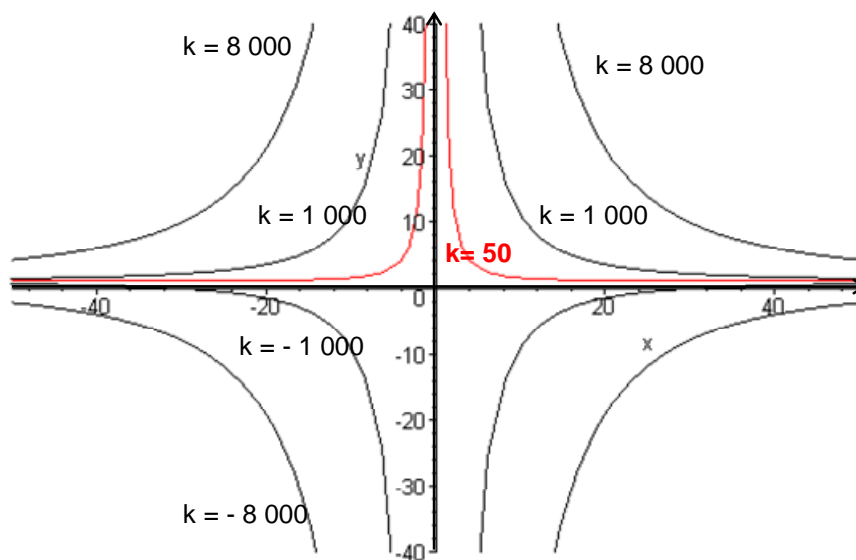 40
k = 8 000
k = 8 000
30
y
20
k = 1 000
10
k = 1 000
k= 50
-40
-20
0
20
40
k = - 1 000
-10
x
-20
-30
k = - 8 000
-40